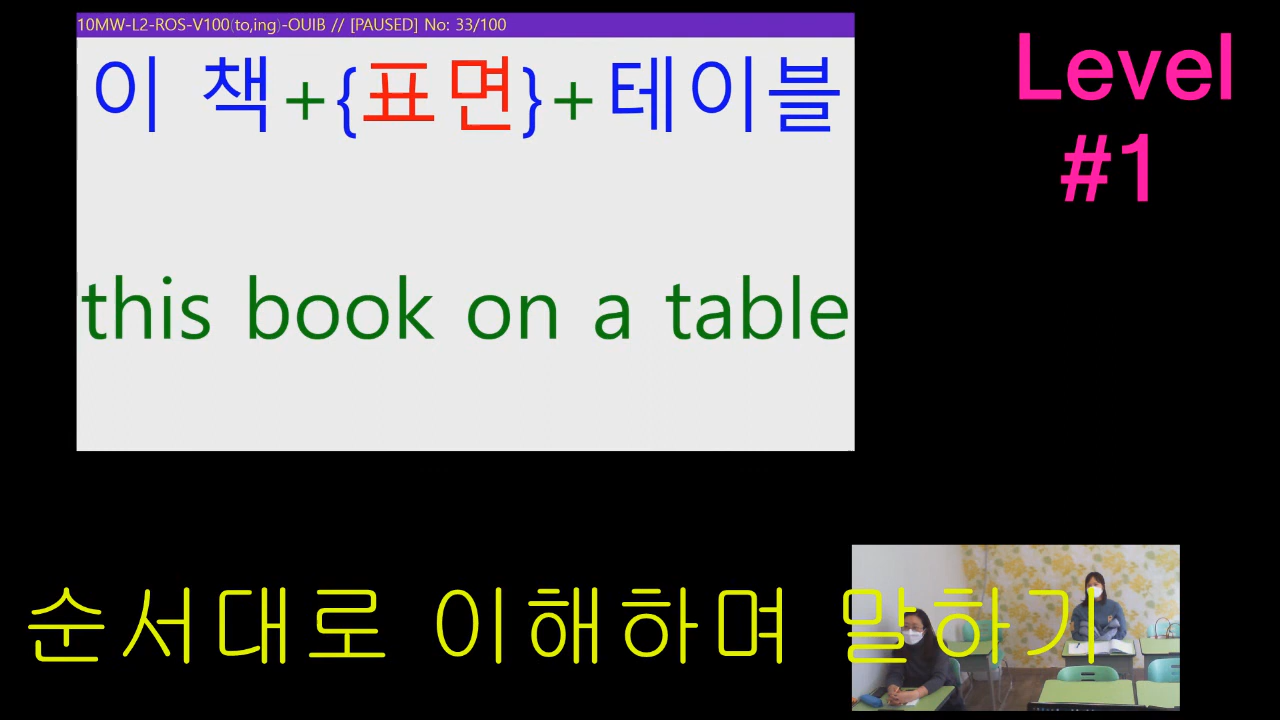 10MW-L2-ROS-V100(to,ing)-OUIB // [PAUSED] No: 33/100
이 책+{표면}+테이블
this book on a table
Level
#1
순서대로 이해하며 말하기